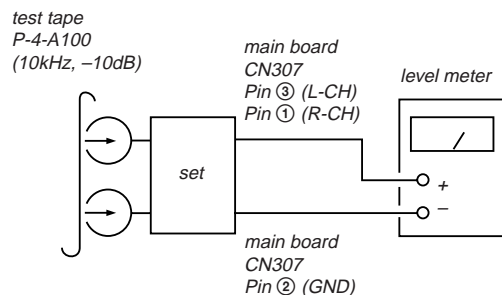 test tape
P-4-A100
(10kHz, –10dB)
main board
CN307
Pin ③ (L-CH)
Pin ① (R-CH)
level meter
set
+
–
main board
CN307
Pin ② (GND)